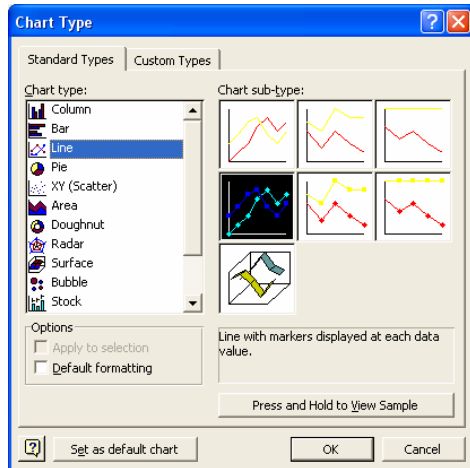 Chart Type
Standard Types
Custom Types
Chart type:
Column
Bar
Line
Pie
XY (Scatter)
Area
Doughnut
Radar
Surface
Bubble
Stock
Chart sub-type:
Options
Apply to selection
Default formatting
Line with markers displayed at each data
value.
Press and Hold to View Sample
Set as default chart
OK
Cancel